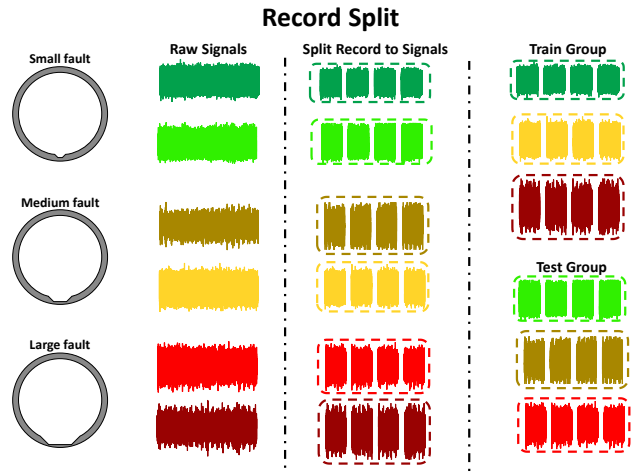 Record Split
Raw Signals
Split Record to Signals
Train Group
Small fault
Medium fault
Test Group
Large fault